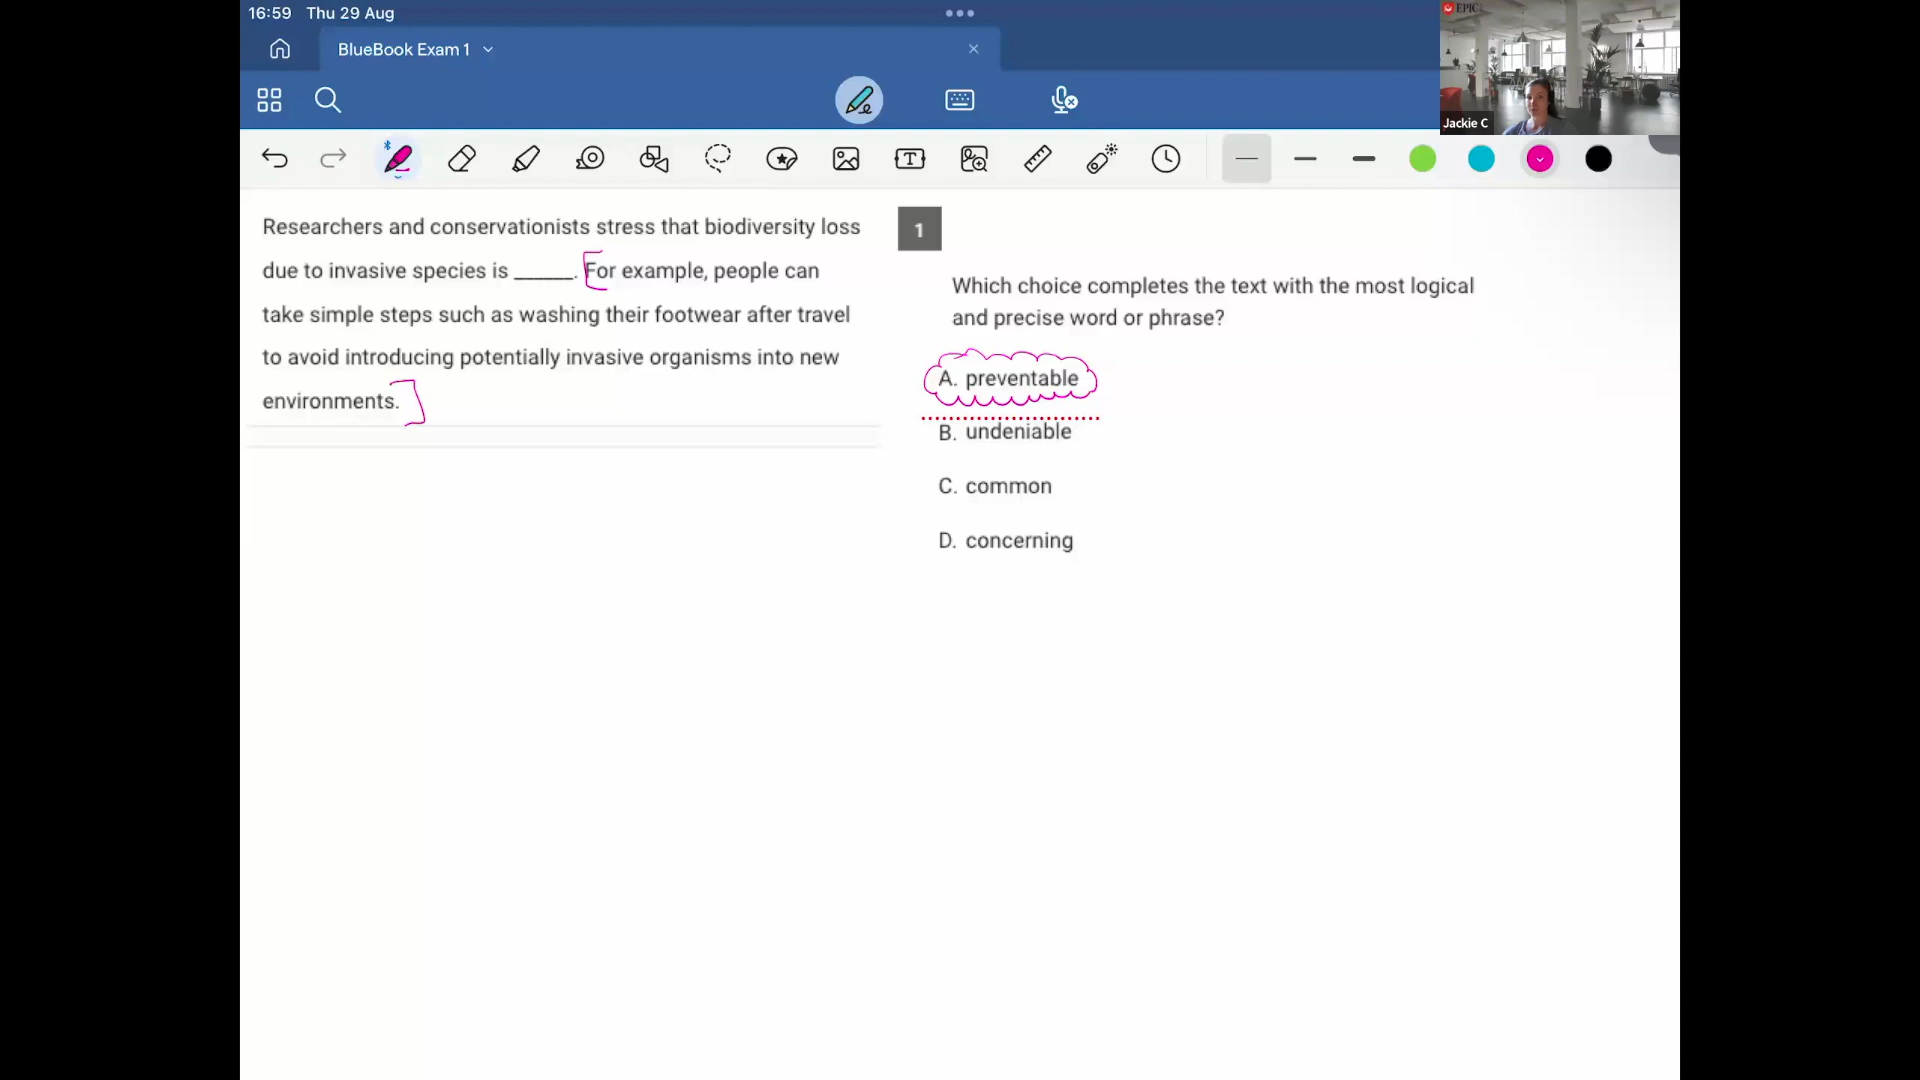 16:59 Thu 29 Aug
BlueBook Exam 1
EPIC
Jackie C
Researchers and conservationists stress that biodiversity loss
due to invasive species is ______. For example, people can
take simple steps such as washing their footwear after travel
to avoid introducing potentially invasive organisms into new
environments.
1
Which choice completes the text with the most logical
and precise word or phrase?
A. preventable
B. undeniable
C. common
D. concerning